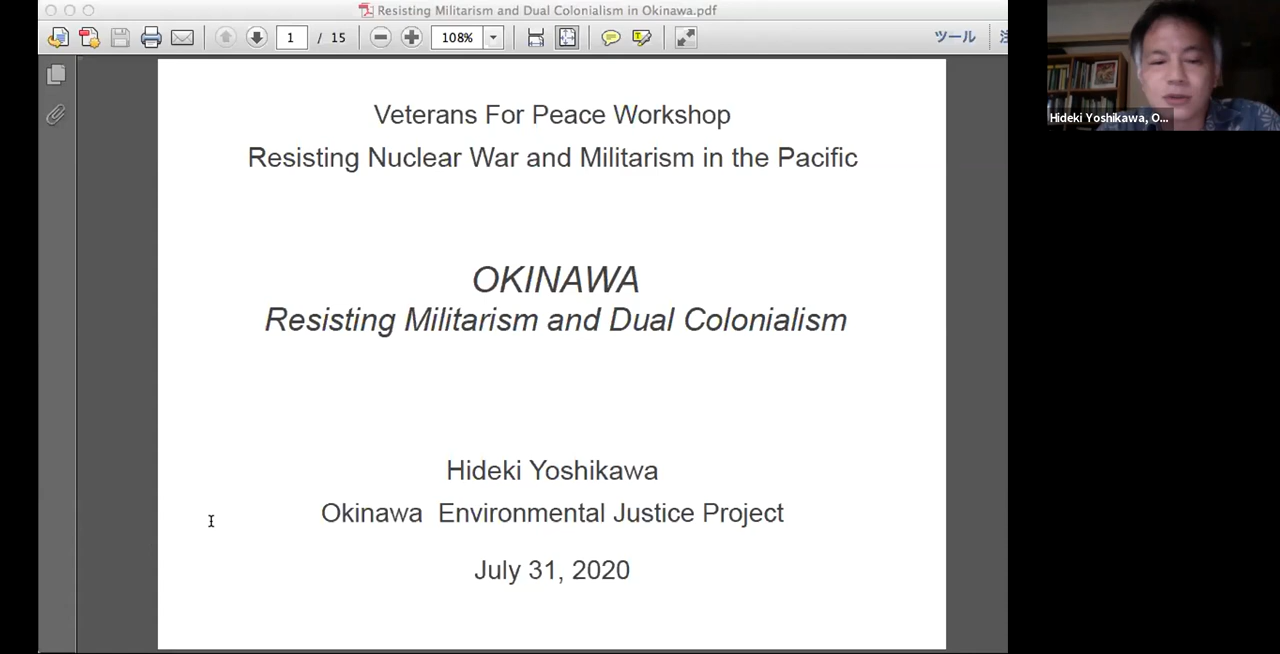 Resisting Militarism and Dual Colonialism in Okinawa.pdf
1 / 15
108%
ツール
注
Veterans For Peace Workshop
Resisting Nuclear War and Militarism in the Pacific
OKINAWA
Resisting Militarism and Dual Colonialism
Hideki Yoshikawa
Okinawa Environmental Justice Project
July 31, 2020
Hideki Yoshikawa, O...